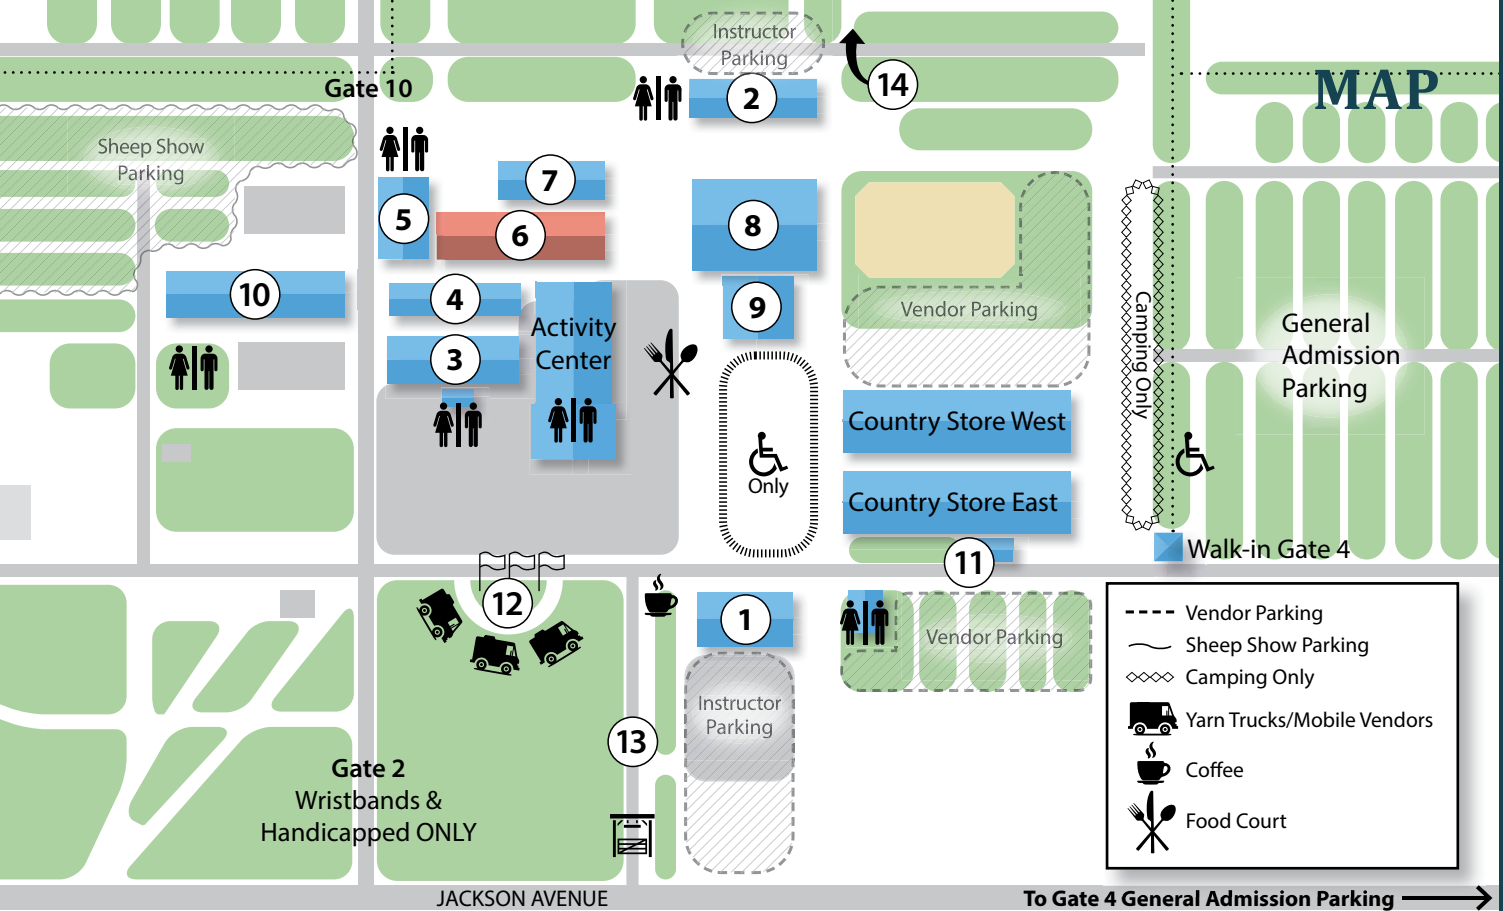 Instructor
Parking
MAP
14
2
Gate 10
Sheep Show
Parking
7
5
6
8
10
4
9
Vendor Parking
Activity
Center
3
Camping Only
General
Admission
Parking
Country Store West
Only
Country Store East
11
Walk-in Gate 4
12
1
Vendor Parking
Instructor
Parking
13
Gate 2
Wristbands &
Handicapped ONLY
Vendor Parking
Sheep Show Parking
Camping Only
Yarn Trucks/Mobile Vendors
Coffee
Food Court
JACKSON AVENUE
To Gate 4 General Admission Parking